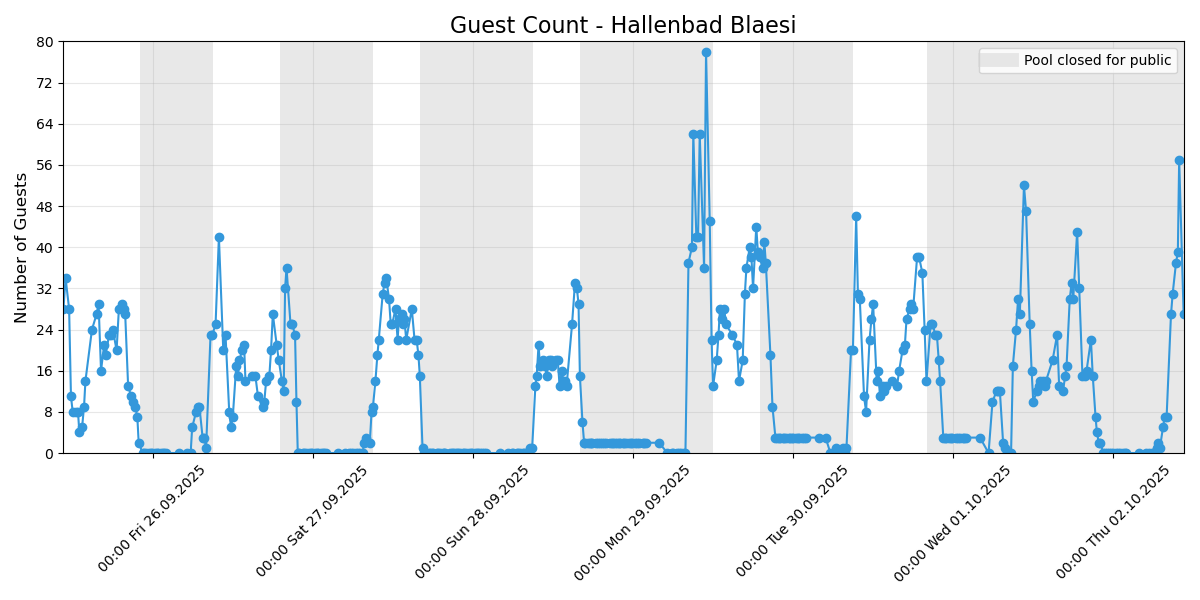 Guest Count - Hallenbad Blaesi
Pool closed for public
Number of Guests
80
72
64
56
48
40
32
24
16
8
0
00:00 Fri 26.09.2025
00:00 Sat 27.09.2025
00:00 Sun 28.09.2025
00:00 Mon 29.09.2025
00:00 Tue 30.09.2025
00:00 Wed 01.10.2025
00:00 Thu 02.10.2025